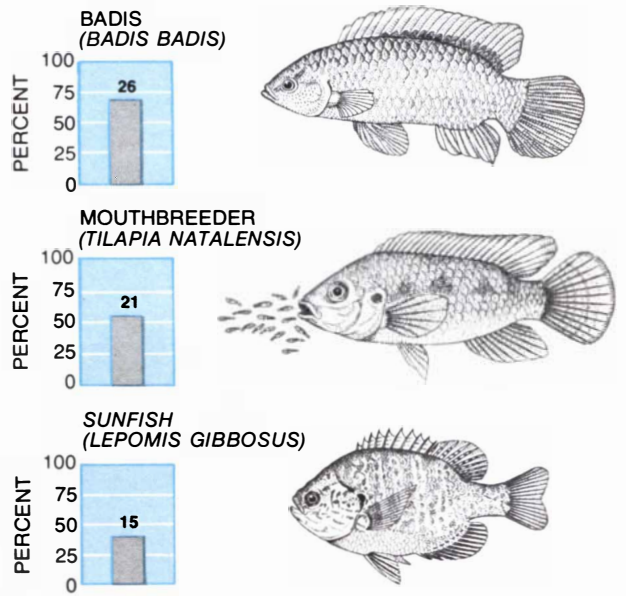 BADIS
(BADIS BADIS)
PERCENT
100
75
50
25
0
26
MOUTHBREEDER
(TILAPIA NATALENSIS)
PERCENT
100
75
50
25
0
21
SUNFISH
(LEPOMIS GIBBOSUS)
PERCENT
100
75
50
25
0
15